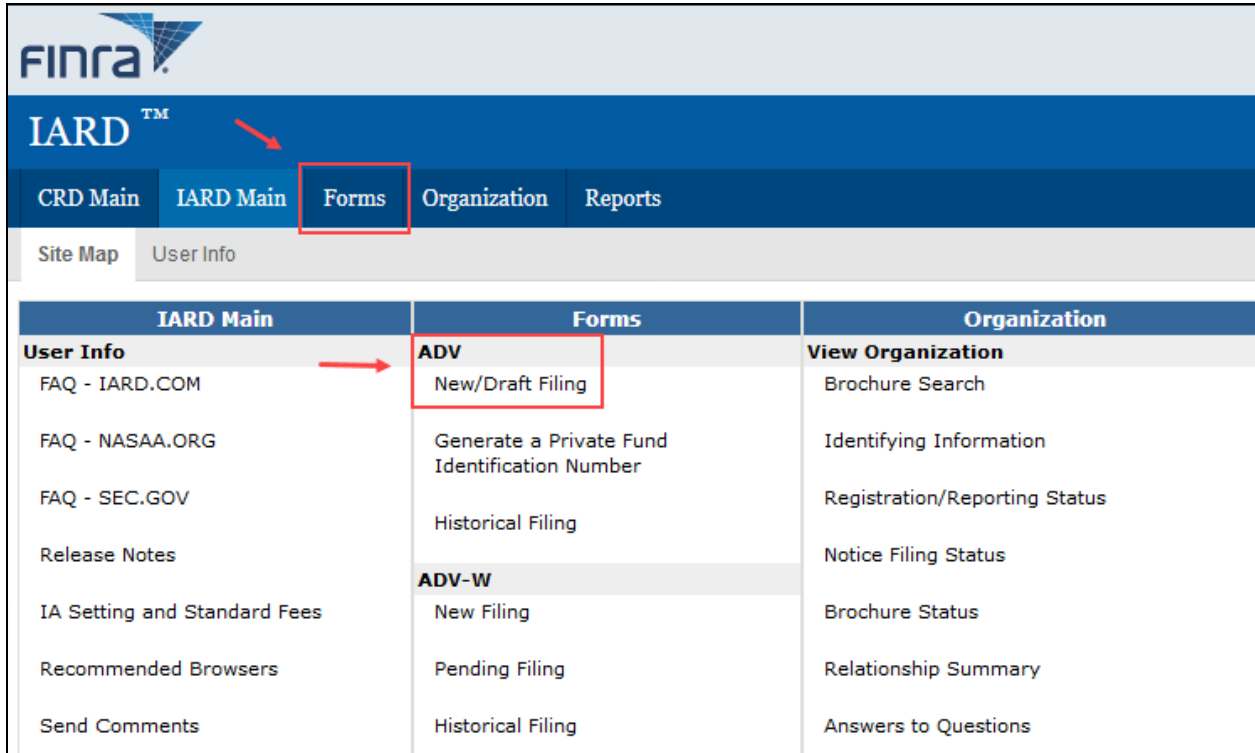 FINra
IARD ™
CRD Main IARD Main Forms Organization Reports
Site Map User Info
IARD Main
User Info
FAQ - IARD.COM
FAQ - NASAA.ORG
FAQ - SEC.GOV
Release Notes
IA Setting and Standard Fees
Recommended Browsers
Send Comments
Forms
ADV
New/Draft Filing
Generate a Private Fund
Identification Number
Historical Filing
ADV-W
New Filing
Pending Filing
Historical Filing
Organization
View Organization
Brochure Search
Identifying Information
Registration/Reporting Status
Notice Filing Status
Brochure Status
Relationship Summary
Answers to Questions